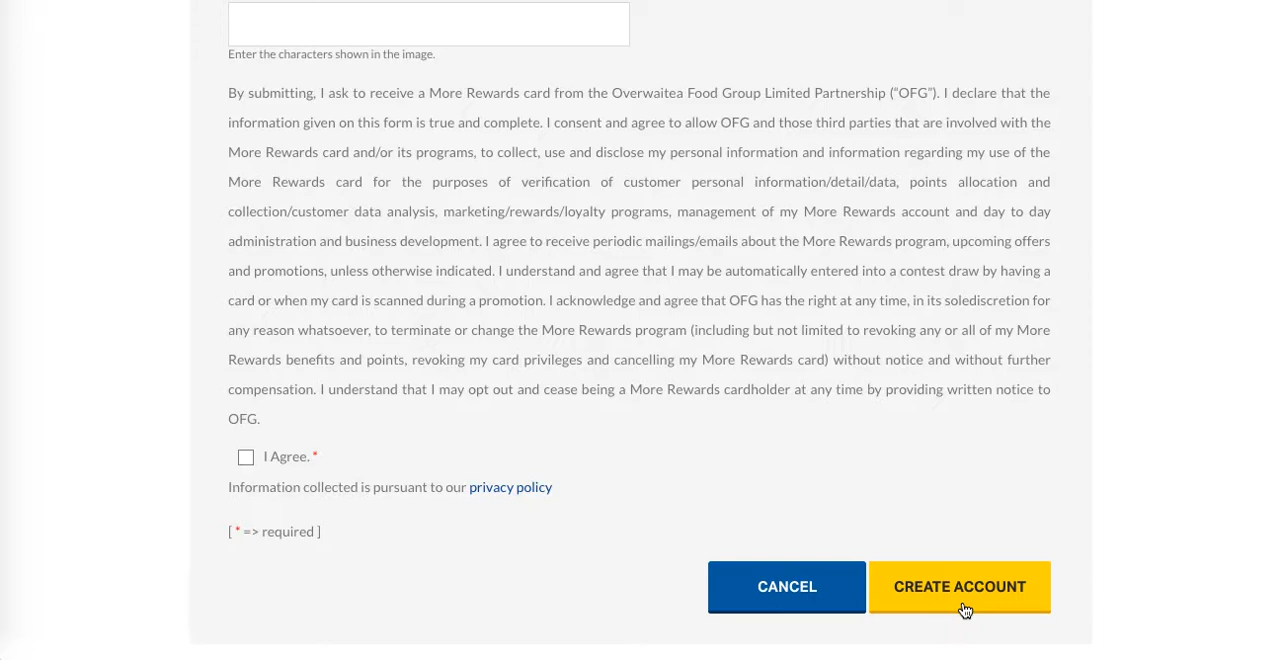 Enter the characters shown in the image.
By submitting, I ask to receive a More Rewards card from the Overwaitea Food Group Limited Partnership (“OFG”). I declare that the
information given on this form is true and complete. I consent and agree to allow OFG and those third parties that are involved with the
More Rewards card and/or its programs, to collect, use and disclose my personal information and information regarding my use of the
More Rewards card for the purposes of verification of customer personal information/detail/data, points allocation and
collection/customer data analysis, marketing/rewards/loyalty programs, management of my More Rewards account and day to day
administration and business development. I agree to receive periodic mailings/emails about the More Rewards program, upcoming offers
and promotions, unless otherwise indicated. I understand and agree that I may be automatically entered into a contest draw by having a
card or when my card is scanned during a promotion. I acknowledge and agree that OFG has the right at any time, in its solediscretion for
any reason whatsoever, to terminate or change the More Rewards program (including but not limited to revoking any or all of my More
Rewards benefits and points, revoking my card privileges and cancelling my More Rewards card) without notice and without further
compensation. I understand that I may opt out and cease being a More Rewards cardholder at any time by providing written notice to
OFG.
I Agree. *
Information collected is pursuant to our privacy policy
[ * => required ]
CANCEL CREATE ACCOUNT